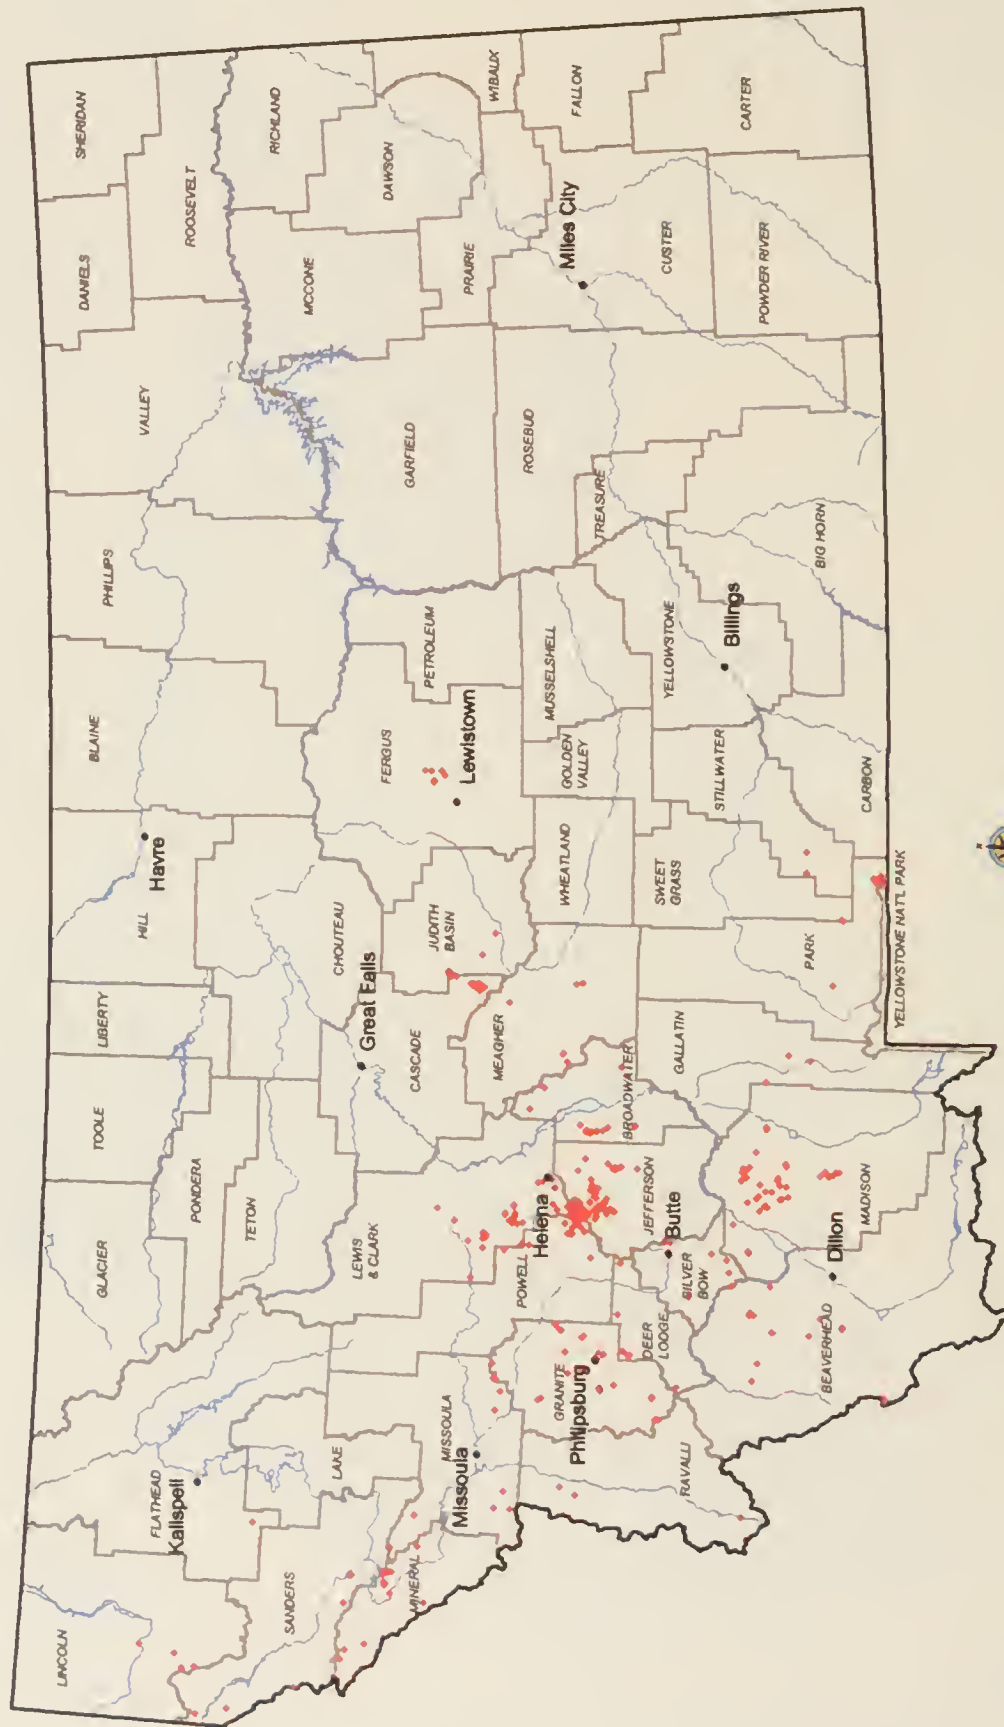 LINCOLN
FLATHEAD
Kalispell
GLACIER
TOOLE
LIBERTY
HILL
Havre
BLAINE
PHILLIPS
VALLEY
DANIELS
SHERIDAN
ROOSEVELT
RICHLAND
MCCONE
DAWSON
WIBAUX
PRAIRIE
FALLON
GARFIELD
SANDERS
LAKE
PONDERA
TETON
CHOUTEAU
Great Falls
CASCADE
LEWIS
& CLARK
JUDITH
BASIN
FERGUS
Lewistown
PETROLEUM
MINERAL
MISSOULA
Missoula
POWELL
Helena
MEAGHER
BROADWATER
WHEATLAND
GOLDEN
VALLEY
MUSSELSHELL
TREASURE
ROSEBUD
Miles City
CUSTER
CARTER
POWDER RIVER
BIG HORN
YELLOWSTONE
Billings
STILLWATER
CARBON
SWEET
GRASS
PARK
GALLATIN
JEFFERSON
Butte
SILVER
BOW
DEER
LODGE
GRANITE
Philipsburg
RAVALLI
MADISON
Dillon
BEAVERHEAD
YELLOWSTONE NAT'L PARK
N